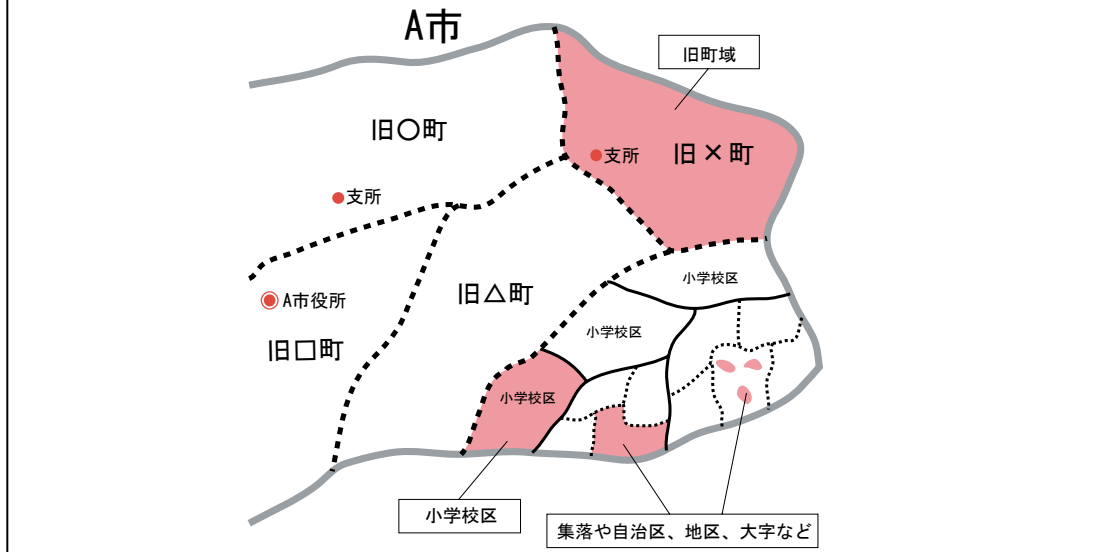 A市
旧町域
旧〇町
支所
旧×町
支所
小学校区
A市役所
旧△町
小学校区
旧□町
小学校区
小学校区
集落や自治区、地区、大字など